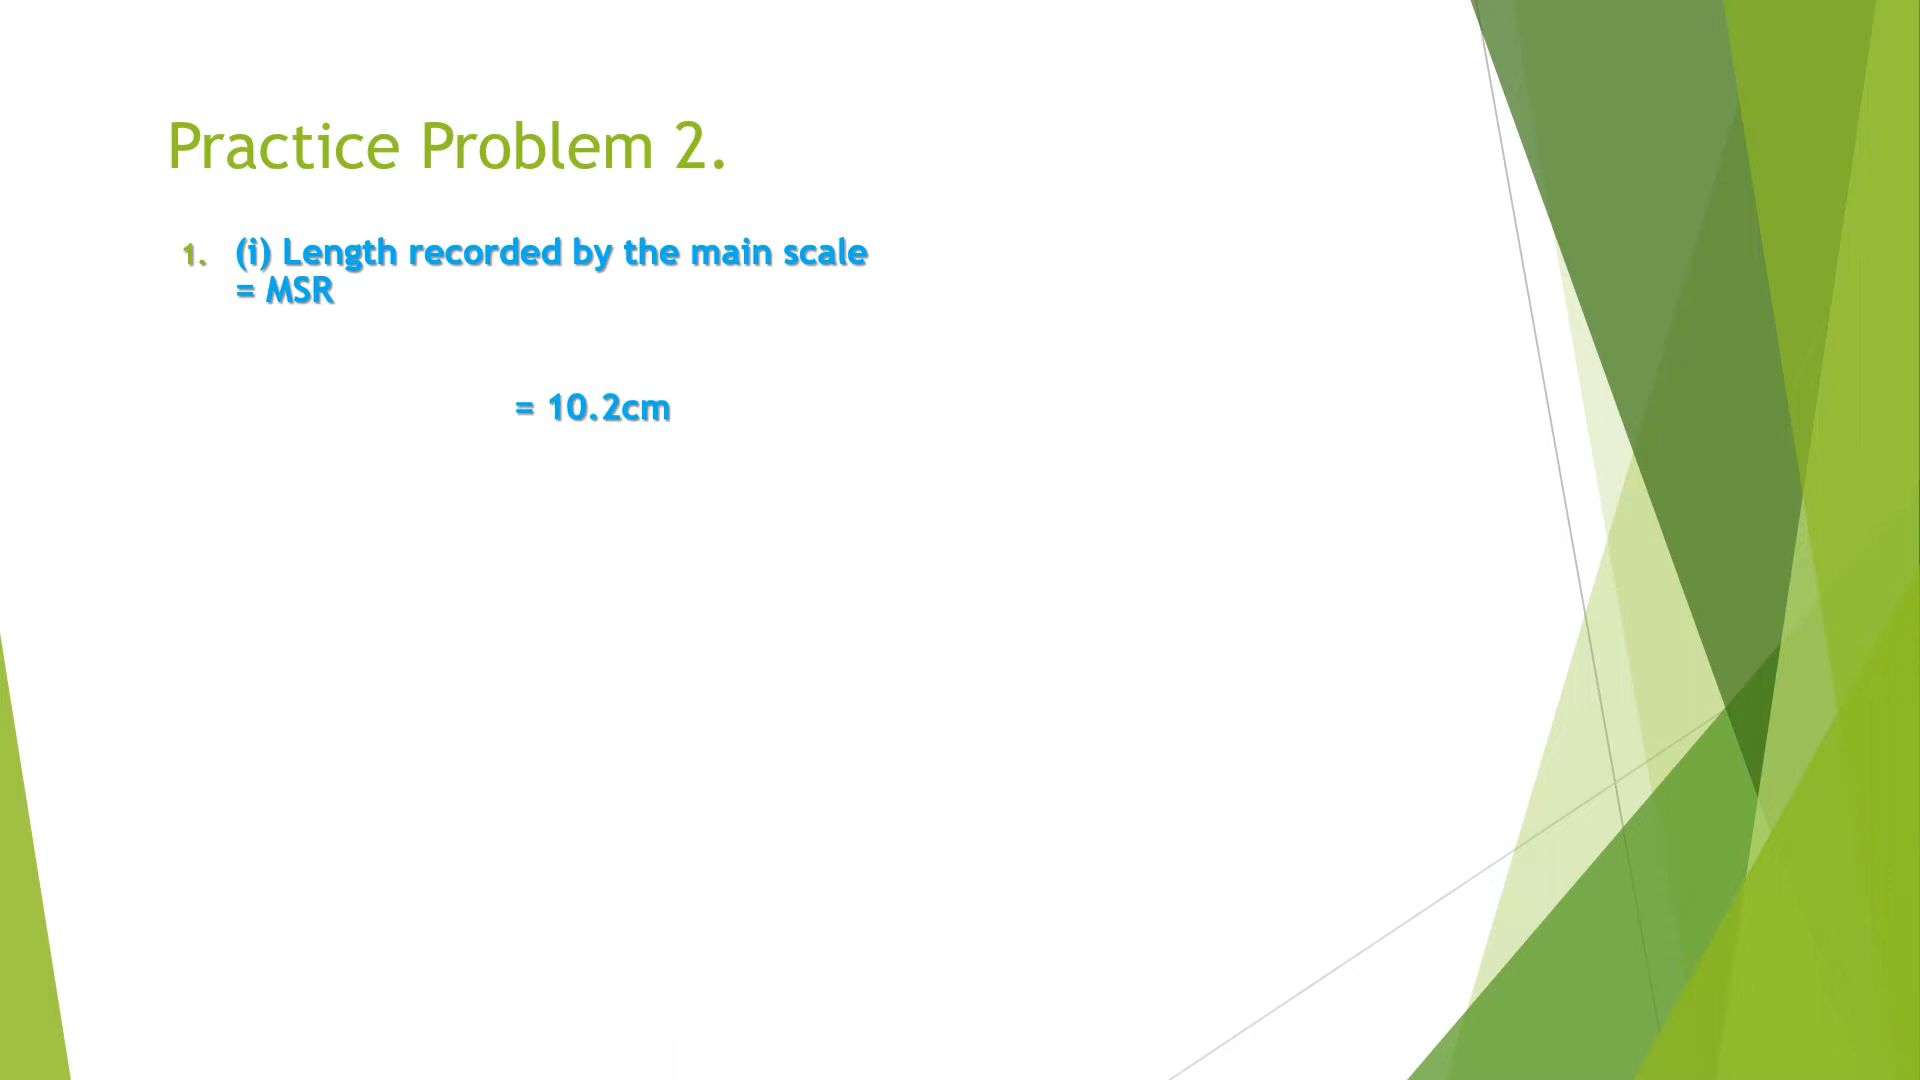 Practice Problem 2.
1. (i) Length recorded by the main scale
= MSR
= 10.2cm